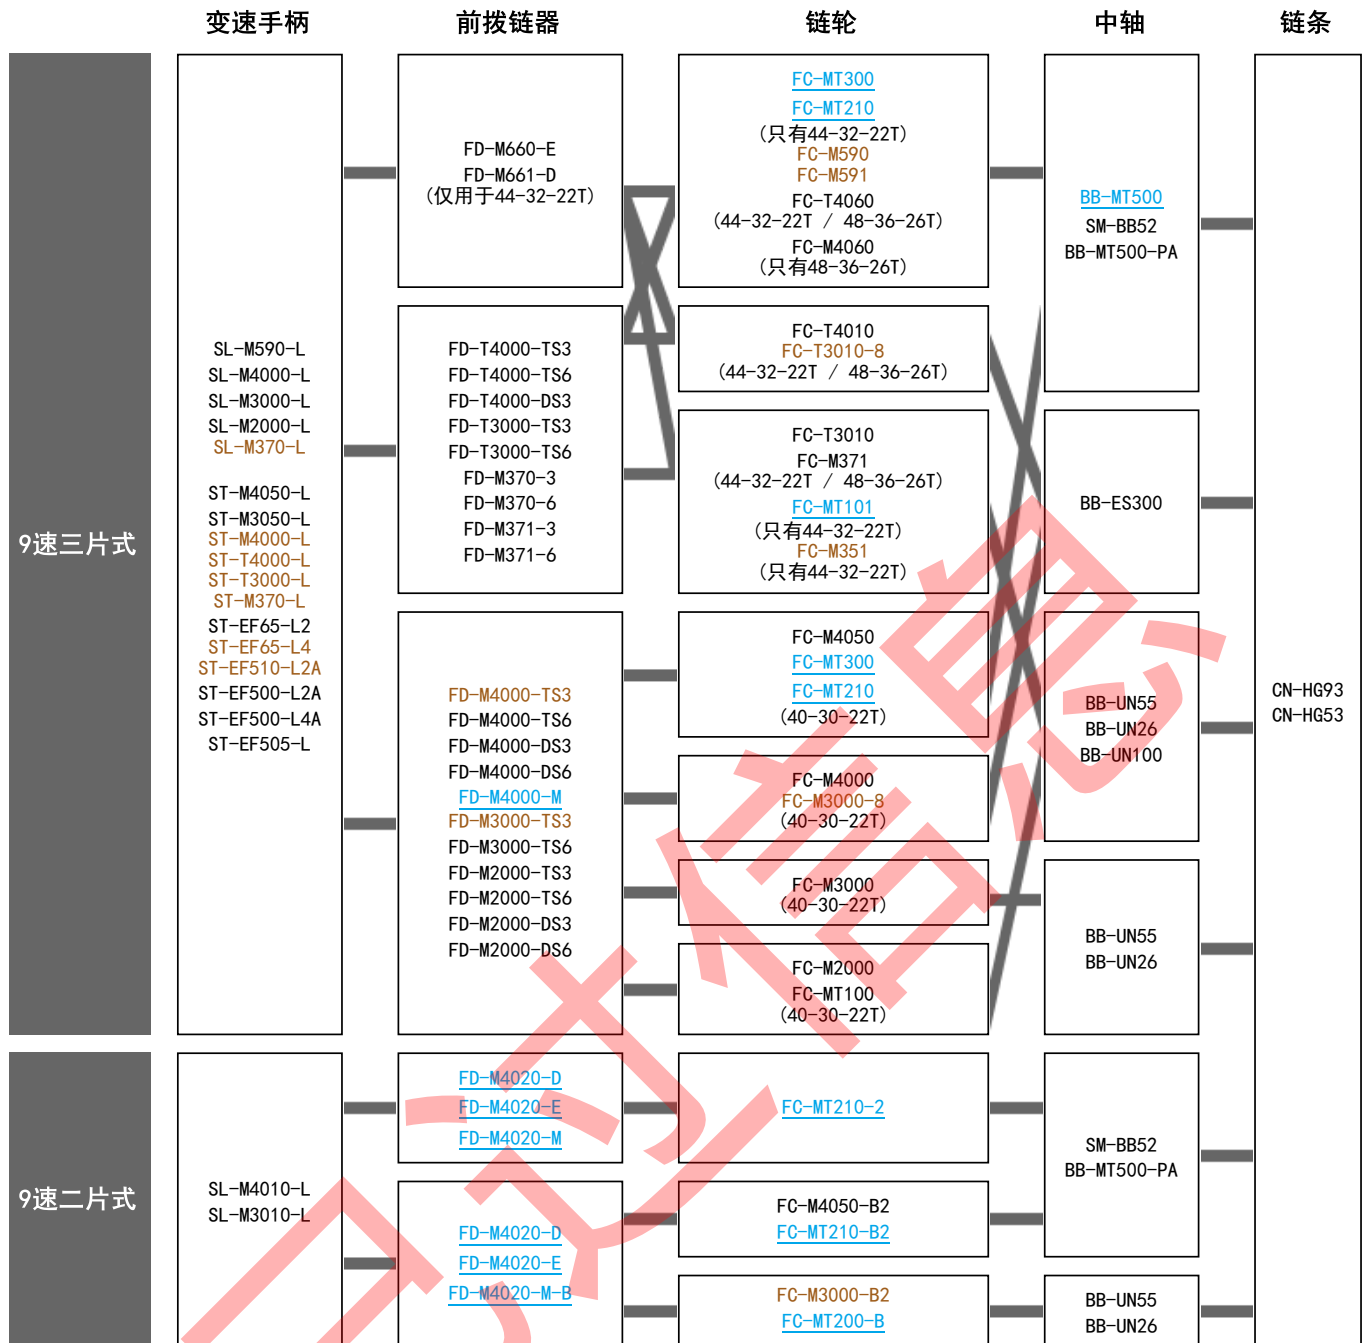 变速手柄
前拨链器
链轮
中轴
链条
9速三片式
SL-M590-L
SL-M4000-L
SL-M3000-L
SL-M2000-L
SL-M370-L
ST-M4050-L
ST-M3050-L
ST-M4000-L
ST-T4000-L
ST-T3000-L
ST-M370-L
ST-EF65-L2
ST-EF65-L4
ST-EF510-L2A
ST-EF500-L2A
ST-EF500-L4A
ST-EF505-L
FD-M660-E
FD-M661-D
(仅用于44-32-22T)
FD-T4000-TS3
FD-T4000-TS6
FD-T4000-DS3
FD-T3000-TS3
FD-T3000-TS6
FD-M370-3
FD-M370-6
FD-M371-3
FD-M371-6
FD-M4000-TS3
FD-M4000-TS6
FD-M4000-DS3
FD-M4000-DS6
FD-M4000-M
FD-M3000-TS3
FD-M3000-TS6
FD-M2000-TS3
FD-M2000-TS6
FD-M2000-DS3
FD-M2000-DS6
FC-MT300
FC-MT210
(只有44-32-22T)
FC-M590
FC-M591
FC-T4060
(44-32-22T / 48-36-26T)
FC-M4060
(只有48-36-26T)
FC-T4010
FC-T3010-8
(44-32-22T / 48-36-26T)
FC-T3010
FC-M371
(44-32-22T / 48-36-26T)
FC-MT101
(只有44-32-22T)
FC-M351
(只有44-32-22T)
FC-M4050
FC-MT300
FC-MT210
(40-30-22T)
FC-M4000
FC-M3000-8
(40-30-22T)
FC-M3000
(40-30-22T)
FC-M2000
FC-MT100
(40-30-22T)
BB-MT500
SM-BB52
BB-MT500-PA
BB-ES300
BB-UN55
BB-UN26
BB-UN100
BB-UN55
BB-UN26
CN-HG93
CN-HG53
9速二片式
SL-M4010-L
SL-M3010-L
FD-M4020-D
FD-M4020-E
FD-M4020-M
FD-M4020-D
FD-M4020-E
FD-M4020-M-B
FC-MT210-2
FC-M4050-B2
FC-MT210-B2
FC-M3000-B2
FC-MT200-B
SM-BB52
BB-MT500-PA
BB-UN55
BB-UN26
过信息